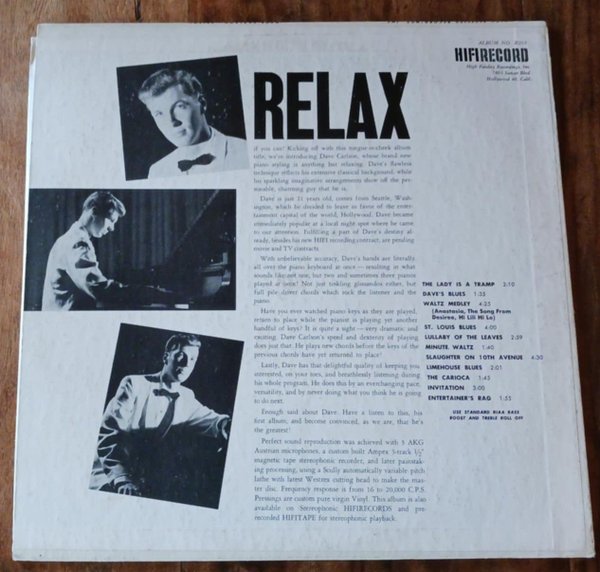 ALBUM NO. R203
HIFIRECORD
High Fidelity Recordings, Inc.
7803 Sunset Blvd
Hollywood 46, Calif.
RELAX
if you can! Kicking off with this tongue-in-cheek album
title, we're introducing Dave Carlson, whose brand new
piano styling is anything but relaxing. Dave's flawless
technique reflects his extensive classical background, while
his sparkling imaginative arrangements show off the per-
sonable, charming guy that he is.
Dave is just 21 years old, comes from Seattle, Wash-
ington, which he decided to leave in favor of the enter-
tainment capital of the world, Hollywood. Dave became
immediately popular at a local night spot where he came
to our attention. Fulfilling a part of Dave's destiny al-
ready, besides his new HIFI recording contract, are pending
movie and TV contracts.
With unbelievable accuracy, Dave's hands are literally
all over the piano keyboard at once — resulting in what
sounds like not one, but two and sometimes three pianos
played at once! Not just tinkling glissandos either, but
full pile driver chords which rock the listener and the
piano.
Have you ever watched piano keys as they are played,
return to place while the pianist is playing yet another
handful of keys? It is quite a sight — very dramatic and
exciting. Dave Carlson's speed and dexterity of playing
does just that. He plays new chords before the keys of the
previous chords have yet returned to place!
Lastly, Dave has that delightful quality of keeping you
interested, on your toes, and breathlessly listening during
his whole program. He does this by an everchanging pace,
versatility, and by never doing what you think he is going
to do next.
Enough said about Dave. Have a listen to this, his
first album, and become convinced, as we are, that he's
the greatest!
Perfect sound reproduction was achieved with 3 AKG
Austrian microphones, a custom built Ampex 3-track ½"
magnetic tape stereophonic recorder, and later painstak-
ing processing, using a Scully automatically variable pitch
lathe with latest Westrex cutting head to make the mas-
ter disc. Frequency response is from 16 to 20,000 C.P.S.
Pressings are custom pure virgin Vinyl. This album is also
available on Stereophonic HIFIRECORDS and pre-
recorded HIFITAPE for stereophonic playback.
THE LADY IS A TRAMP 2:10
DAVE'S BLUES 1:35
WALTZ MEDLEY 4:25
(Anastasia, The Song From
Desiree, Hi Lili Hi Lo)
ST. LOUIS BLUES 4:00
LULLABY OF THE LEAVES 2:59
MINUTE WALTZ 1:40
SLAUGHTER ON 10TH AVENUE 4:30
LIMEHOUSE BLUES 2:01
THE CARIOCA 1:45
INVITATION 3:00
ENTERTAINER'S RAG 1:55
USE STANDARD RIAA BASS
BOOST AND TREBLE ROLL OFF